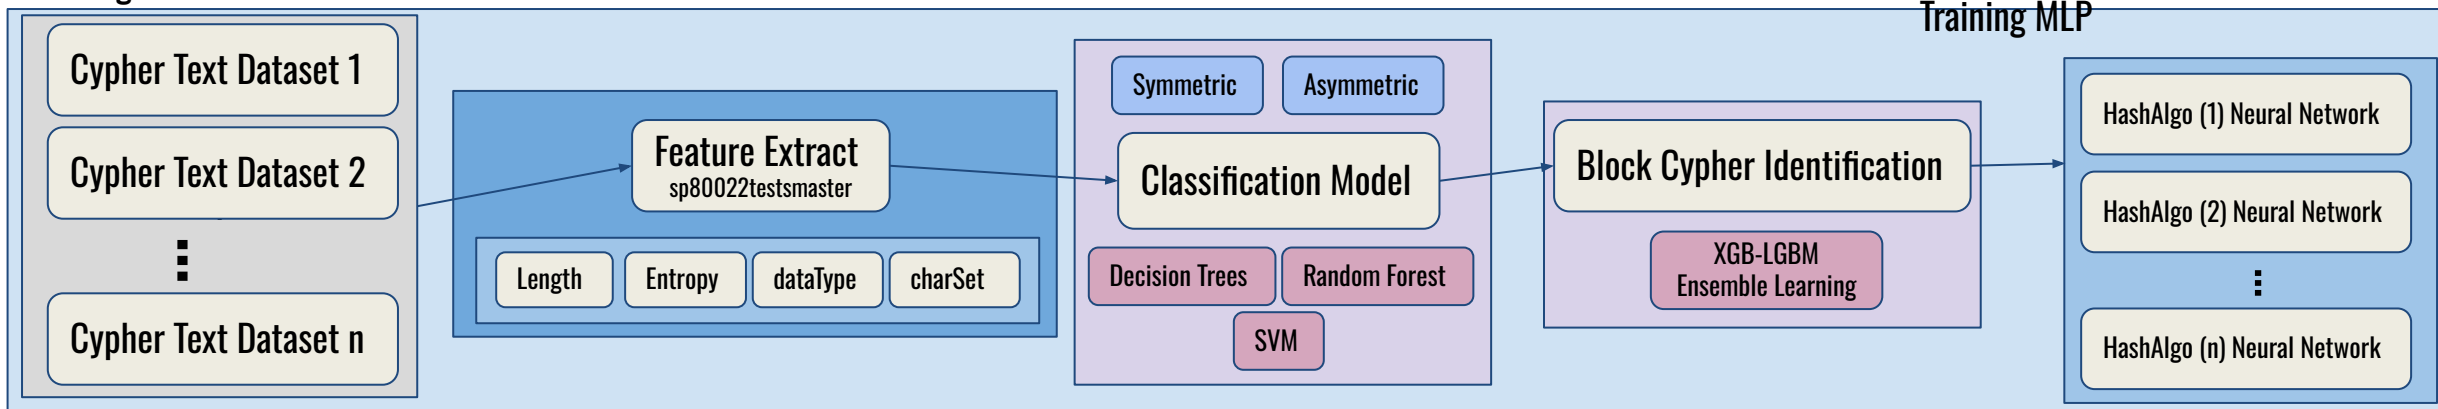 Training MLP
Cypher Text Dataset 1
Cypher Text Dataset 2
Cypher Text Dataset n
Feature Extract
sp80022testsmaster
Length
Entropy
dataType
charSet
Symmetric
Asymmetric
Classification Model
Decision Trees
Random Forest
SVM
Block Cypher Identification
XGB-LGBM
Ensemble Learning
HashAlgo (1) Neural Network
HashAlgo (2) Neural Network
HashAlgo (n) Neural Network